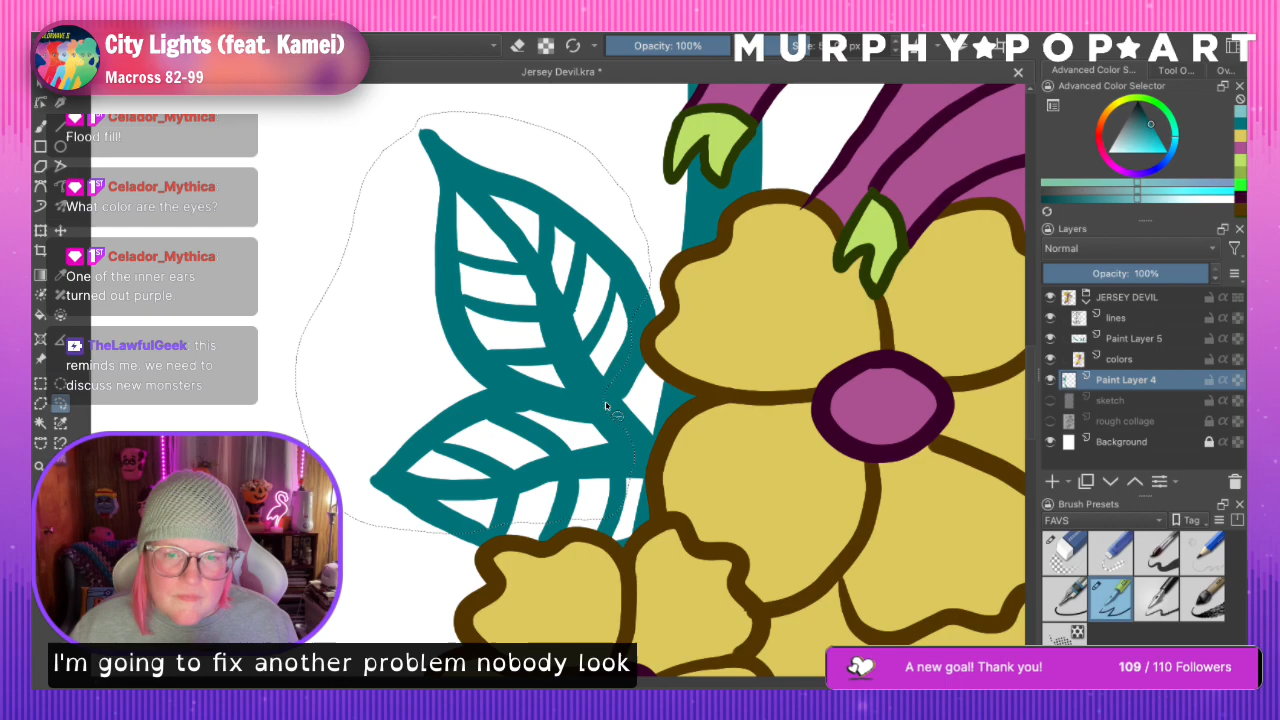 City Lights (feat. Kamei)
Macross 82-99
MURPHY★POP★ART
Opacity: 100%
Jersey Devil.kra *
Advanced Color S...
Tool O...
Ov...
Advanced Color Selector
Celador_Mythica
Flood fill!
Celador_Mythica
What color are the eyes?
Celador_Mythica
One of the inner ears
turned out purple
TheLawfulGeek this
reminds me. we need to
discuss new monsters
Layers
Normal
Opacity: 100%
JERSEY DEVIL
lines
Paint Layer 5
colors
Paint Layer 4
sketch
rough collage
Background
Brush Presets
FAVS
Tag
I'm going to fix another problem nobody look
A new goal! Thank you!
109 / 110 Followers